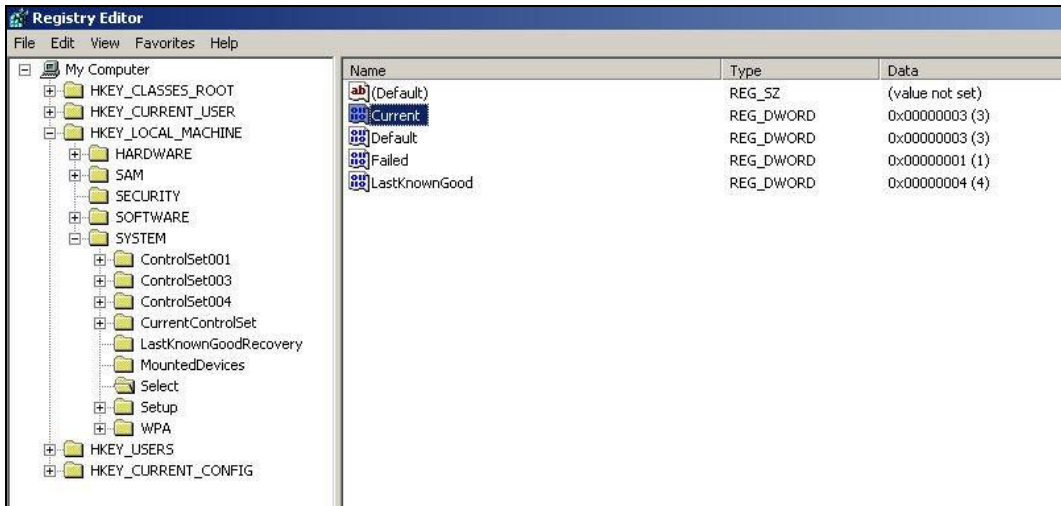 Registry Editor
File Edit View Favorites Help
My Computer
HKEY_CLASSES_ROOT
HKEY_CURRENT_USER
HKEY_LOCAL_MACHINE
HARDWARE
SAM
SECURITY
SOFTWARE
SYSTEM
ControlSet001
ControlSet003
ControlSet004
CurrentControlSet
LastKnownGoodRecovery
MountedDevices
Select
Setup
WPA
HKEY_USERS
HKEY_CURRENT_CONFIG
Name Type Data
(Default) REG_SZ (value not set)
Current REG_DWORD 0x00000003 (3)
Default REG_DWORD 0x00000003 (3)
Failed REG_DWORD 0x00000001 (1)
LastKnownGood REG_DWORD 0x00000004 (4)